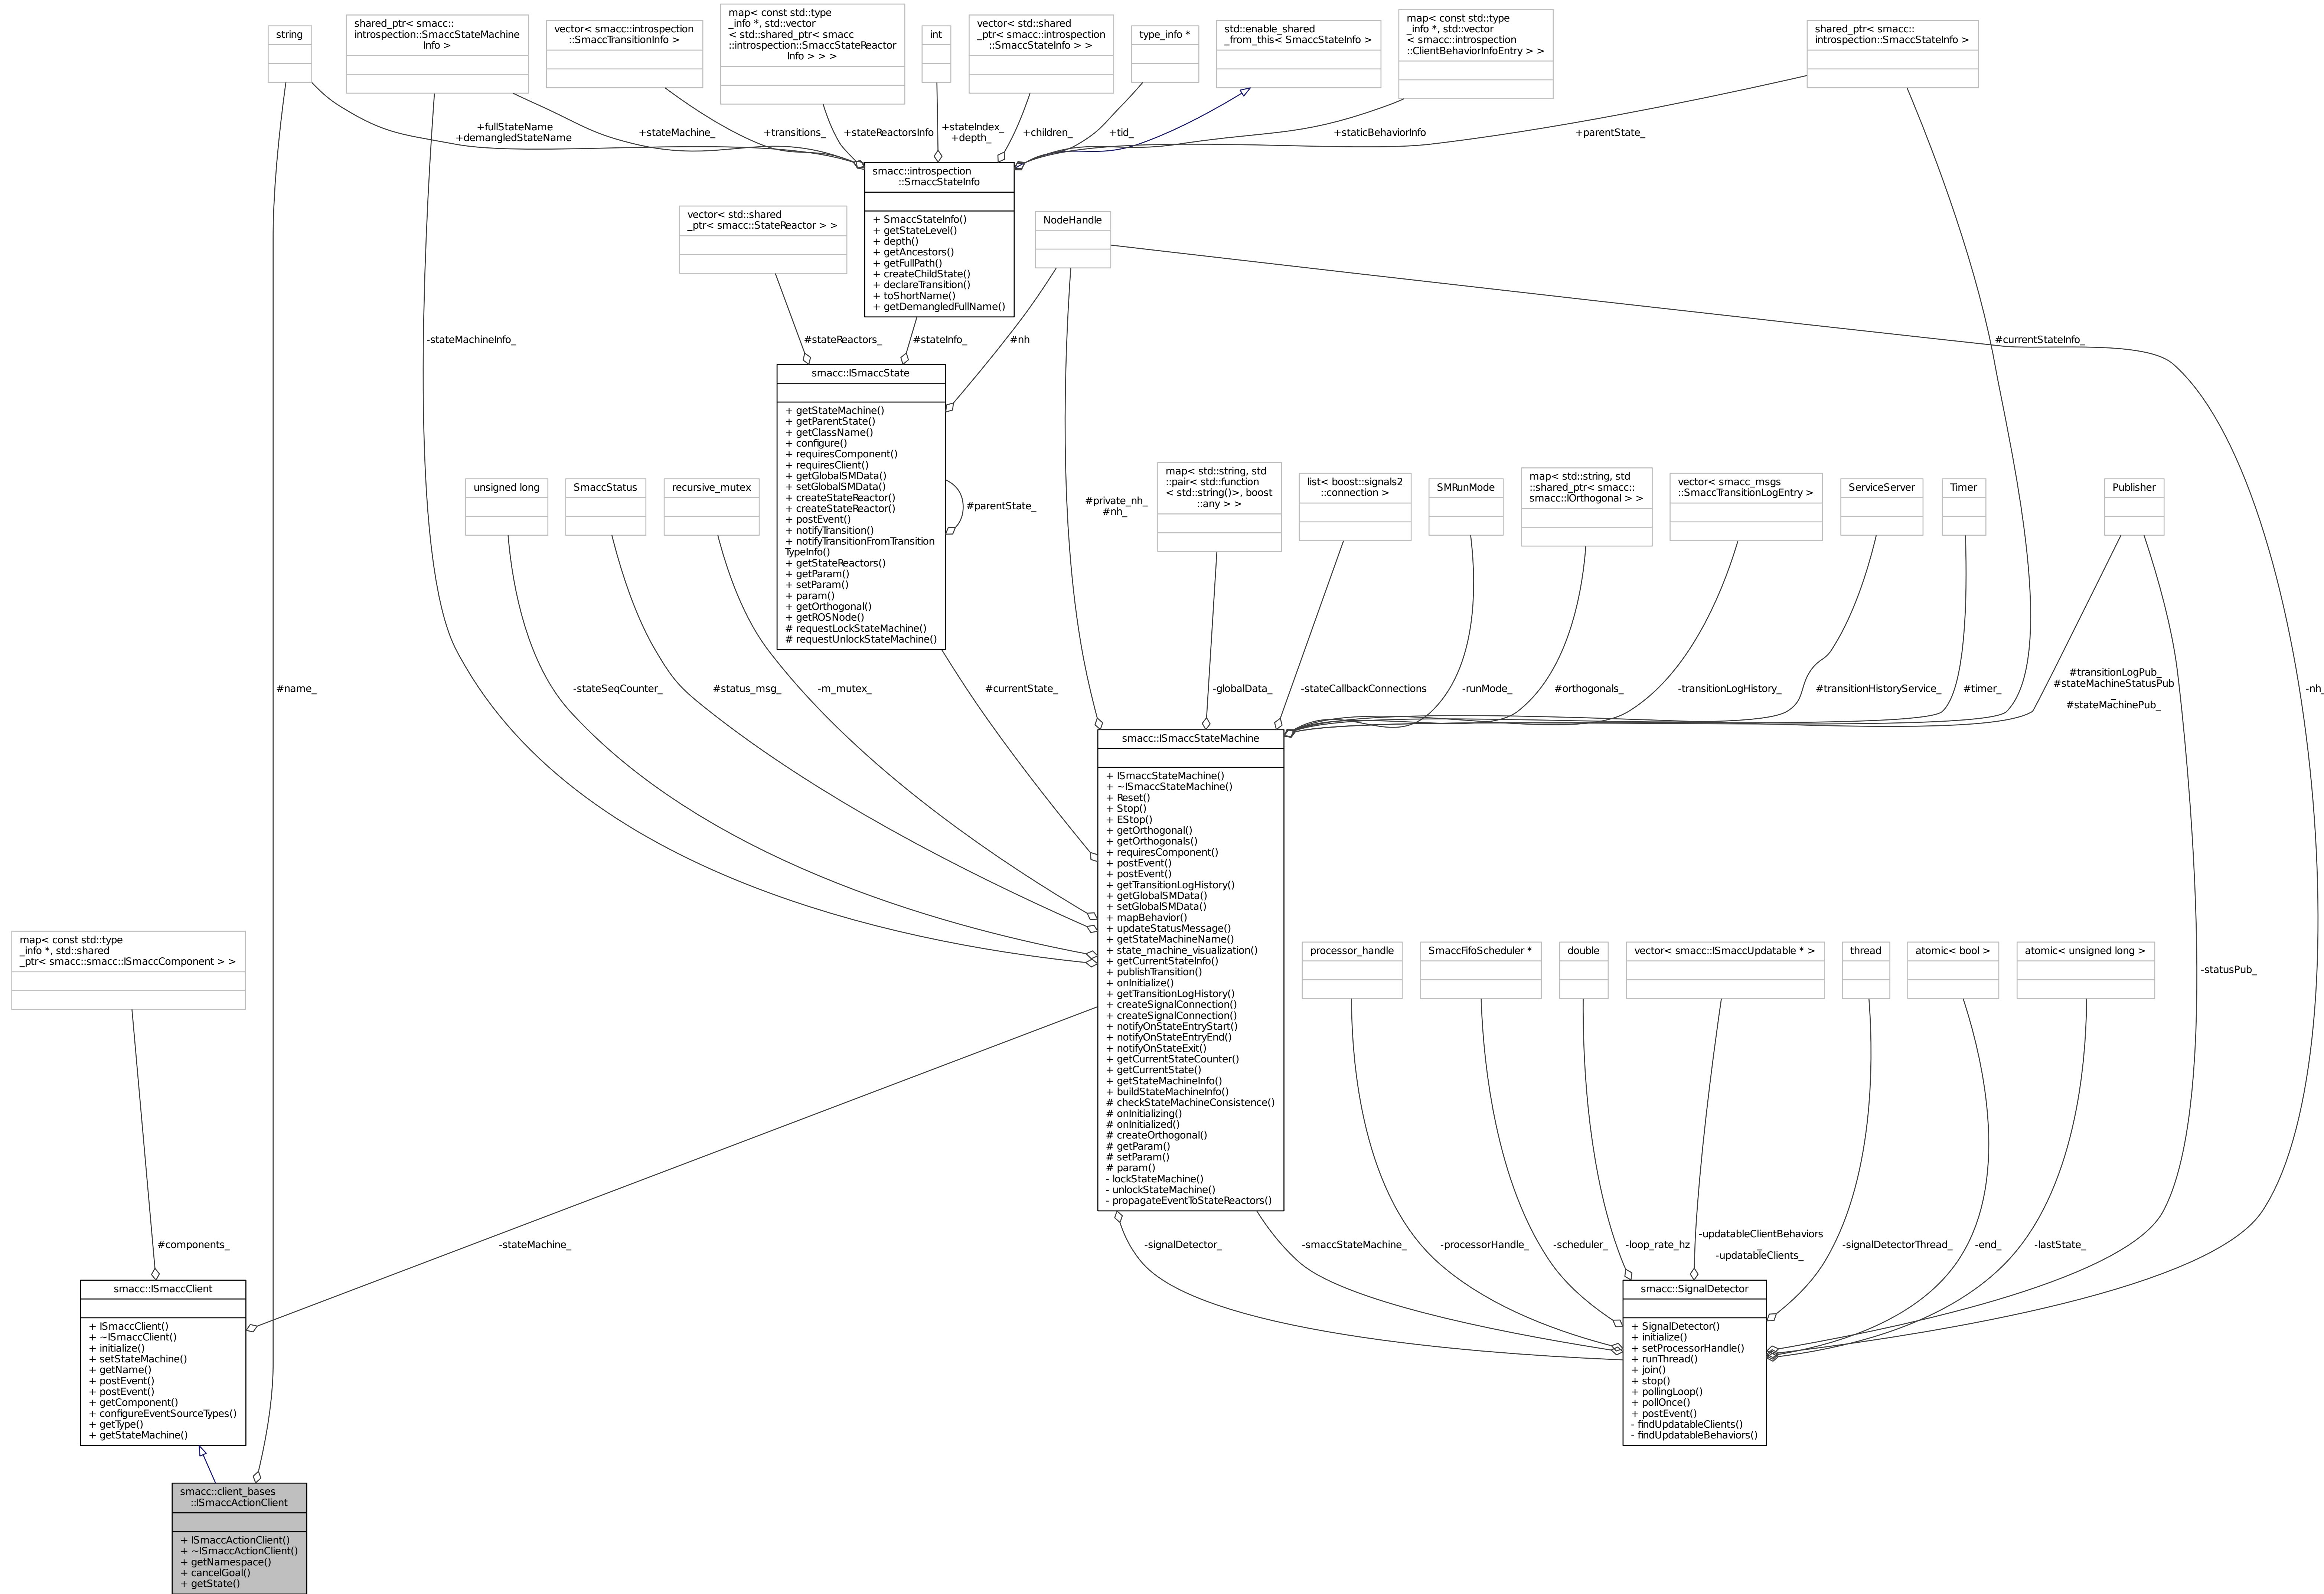 string
shared_ptr< smacc::
introspection::SmaccStateMachine
Info >
vector< smacc::introspection
::SmaccTransitionInfo >
map< const std::type
_info *, std::vector
< std::shared_ptr< smacc
::introspection::SmaccStateReactor
Info > > >
int
vector< std::shared
_ptr< smacc::introspection
::SmaccStateInfo > >
type_info *
std::enable_shared
_from_this< SmaccStateInfo >
map< const std::type
_info *, std::vector
< smacc::introspection
::ClientBehaviorInfoEntry > >
shared_ptr< smacc::
introspection::SmaccStateInfo >
+fullStateName
+demangledStateName
+stateMachine_
+transitions_
+stateReactorsInfo
+stateIndex_
+depth_
+children_
+tid_
+staticBehaviorInfo
+parentState_
smacc::introspection
::SmaccStateInfo
+ SmaccStateInfo()
+ getStateLevel()
+ depth()
+ getAncestors()
+ getFullPath()
+ createChildState()
+ declareTransition()
+ toShortName()
+ getDemangledFullName()
vector< std::shared
_ptr< smacc::StateReactor > >
NodeHandle
-stateMachineInfo_
#stateReactors_
#stateInfo_
#nh
#currentStateInfo_
smacc::ISmaccState
+ getStateMachine()
+ getParentState()
+ getClassName()
+ configure()
+ requiresComponent()
+ requiresClient()
+ getGlobalSMData()
+ setGlobalSMData()
+ createStateReactor()
+ createStateReactor()
+ postEvent()
+ notifyTransition()
+ notifyTransitionFromTransition
TypeInfo()
+ getStateReactors()
+ getParam()
+ setParam()
+ param()
+ getOrthogonal()
+ getROSNode()
# requestLockStateMachine()
# requestUnlockStateMachine()
#parentState_
unsigned long
SmaccStatus
recursive_mutex
#private_nh_
#nh_
map< std::string, std
::pair< std::function
< std::string()>, boost
::any > >
list< boost::signals2
::connection >
SMRunMode
map< std::string, std
::shared_ptr< smacc::
smacc::IOrthogonal > >
vector< smacc_msgs
::SmaccTransitionLogEntry >
ServiceServer
Timer
Publisher
#name_
-stateSeqCounter_
#status_msg_
-m_mutex_
#currentState_
-globalData_
-stateCallbackConnections
-runMode_
#orthogonals_
-transitionLogHistory_
#transitionHistoryService_
#timer_
#transitionLogPub_
#stateMachineStatusPub
_
#stateMachinePub_
-nh_
smacc::ISmaccStateMachine
+ ISmaccStateMachine()
+ ~ISmaccStateMachine()
+ Reset()
+ Stop()
+ EStop()
+ getOrthogonal()
+ getOrthogonals()
+ requiresComponent()
+ postEvent()
+ postEvent()
+ getTransitionLogHistory()
+ getGlobalSMData()
+ setGlobalSMData()
+ mapBehavior()
+ updateStatusMessage()
+ getStateMachineName()
+ state_machine_visualization()
+ getCurrentStateInfo()
+ publishTransition()
+ onInitialize()
+ getTransitionLogHistory()
+ createSignalConnection()
+ createSignalConnection()
+ notifyOnStateEntryStart()
+ notifyOnStateEntryEnd()
+ notifyOnStateExit()
+ getCurrentStateCounter()
+ getCurrentState()
+ getStateMachineInfo()
+ buildStateMachineInfo()
# checkStateMachineConsistence()
# onInitializing()
# onInitialized()
# createOrthogonal()
# getParam()
# setParam()
# param()
- lockStateMachine()
- unlockStateMachine()
- propagateEventToStateReactors()
map< const std::type
_info *, std::shared
_ptr< smacc::smacc::ISmaccComponent > >
processor_handle
SmaccFifoScheduler *
double
vector< smacc::ISmaccUpdatable * >
thread
atomic< bool >
atomic< unsigned long >
-statusPub_
#components_
-stateMachine_
-signalDetector_
-smaccStateMachine_
-processorHandle_
-scheduler_
-loop_rate_hz
-updatableClientBehaviors
_
-updatableClients_
-signalDetectorThread_
-end_
-lastState_
smacc::ISmaccClient
+ ISmaccClient()
+ ~ISmaccClient()
+ initialize()
+ setStateMachine()
+ getName()
+ postEvent()
+ postEvent()
+ getComponent()
+ configureEventSourceTypes()
+ getType()
+ getStateMachine()
smacc::SignalDetector
+ SignalDetector()
+ initialize()
+ setProcessorHandle()
+ runThread()
+ join()
+ stop()
+ pollingLoop()
+ pollOnce()
+ postEvent()
- findUpdatableClients()
- findUpdatableBehaviors()
smacc::client_bases
::ISmaccActionClient
+ ISmaccActionClient()
+ ~ISmaccActionClient()
+ getNamespace()
+ cancelGoal()
+ getState()